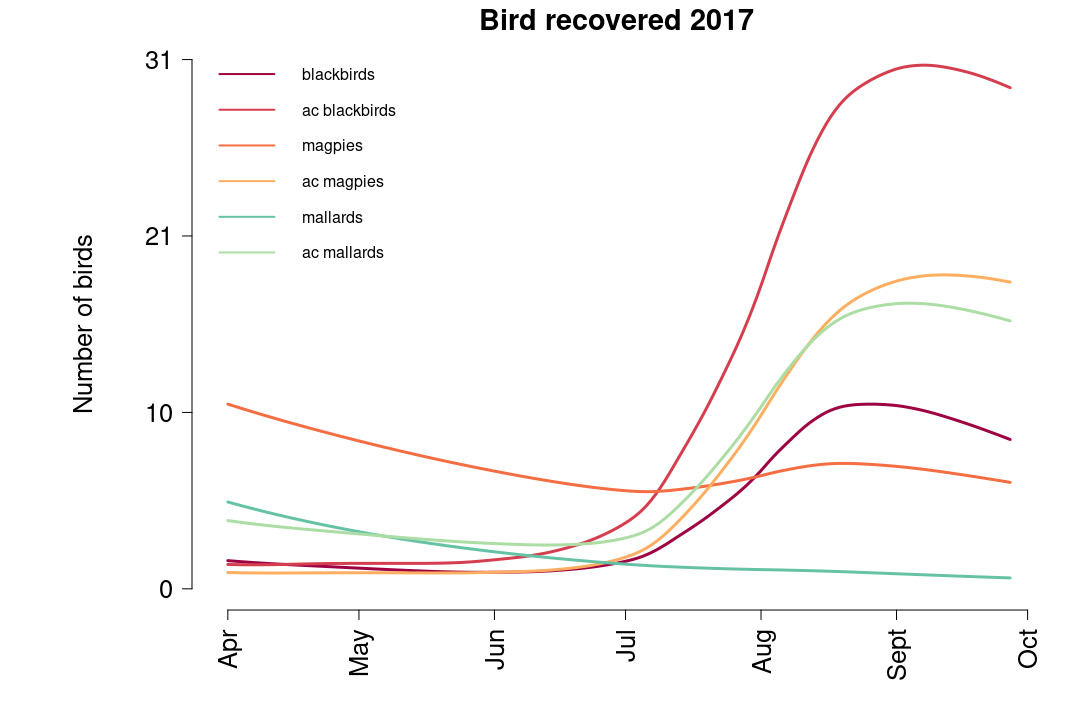 Bird recovered 2017
31
21
10
0
Number of birds
blackbirds
ac blackbirds
magpies
ac magpies
mallards
ac mallards
Apr
May
Jun
Jul
Aug
Sept
Oct